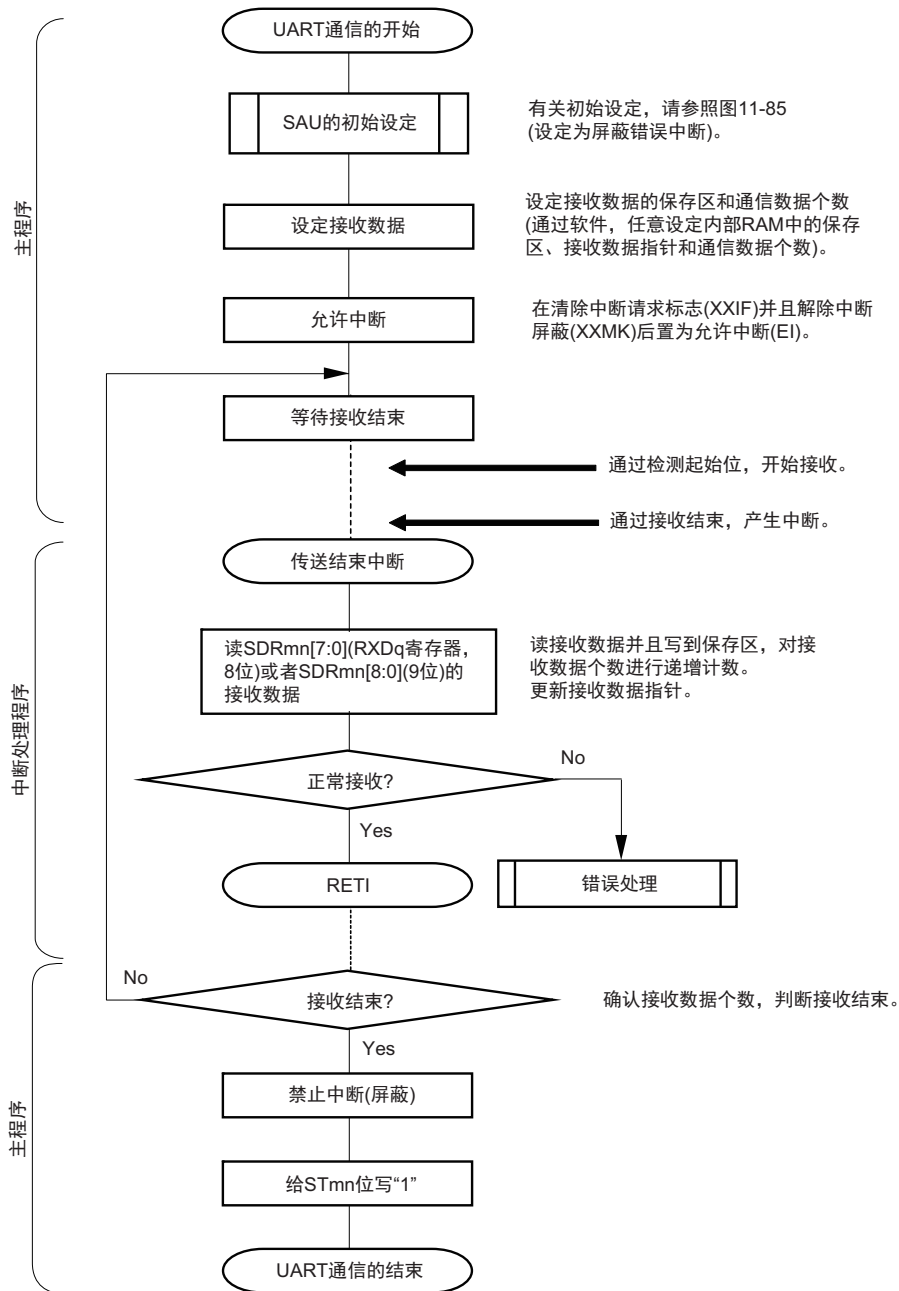 UART通信的开始
SAU的初始设定
有关初始设定，请参照图11-85
(设定为屏蔽错误中断)。
主程序
设定接收数据
设定接收数据的保存区和通信数据个数
(通过软件，任意设定内部RAM中的保存
区、接收数据指针和通信数据个数)。
允许中断
在清除中断请求标志(XXIF)并且解除中断
屏蔽(XXMK)后置为允许中断(EI)。
等待接收结束
通过检测起始位，开始接收。
通过接收结束，产生中断。
传送结束中断
中断处理程序
读SDRmn[7:0](RXDq寄存器，
8位)或者SDRmn[8:0](9位)的
接收数据
读接收数据并且写到保存区，对接
收数据个数进行递增计数。
更新接收数据指针。
正常接收?
No
Yes
RETI
错误处理
No
接收结束?
确认接收数据个数，判断接收结束。
Yes
主程序
禁止中断(屏蔽)
给STmn位写“1”
UART通信的结束